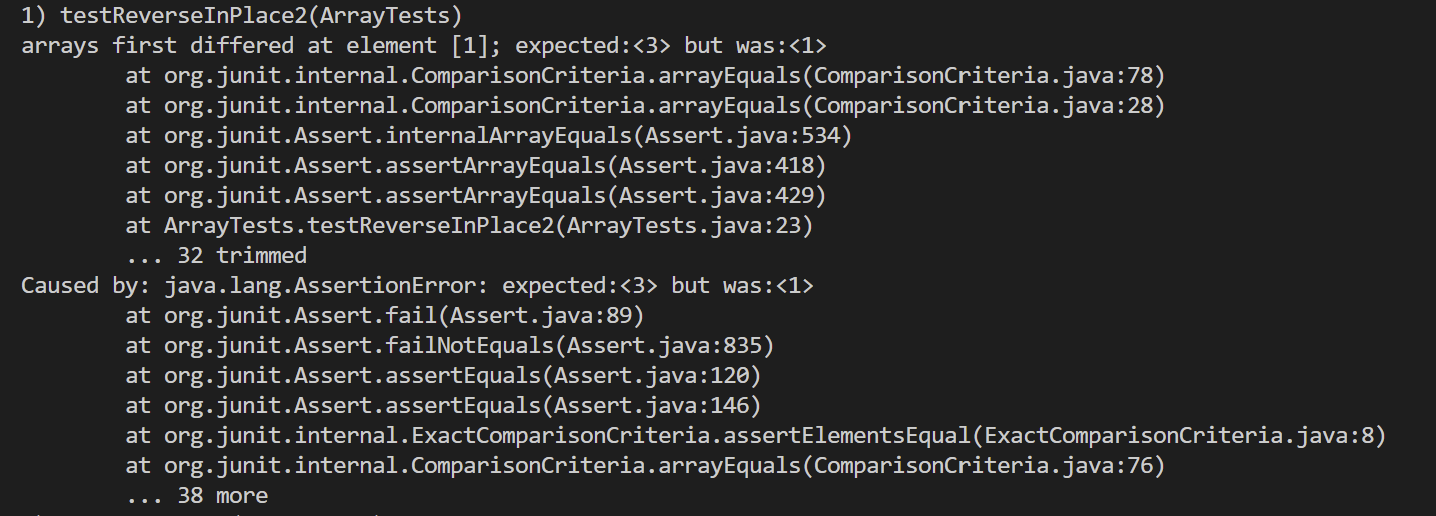 1) testReverseInPlace2(ArrayTests)
arrays first differed at element [1]; expected:<3> but was:<1>
at org.junit.internal.ComparisonCriteria.arrayEquals(ComparisonCriteria.java:78)
at org.junit.internal.ComparisonCriteria.arrayEquals(ComparisonCriteria.java:28)
at org.junit.Assert.internalArrayEquals(Assert.java:534)
at org.junit.Assert.assertArrayEquals(Assert.java:418)
at org.junit.Assert.assertArrayEquals(Assert.java:429)
at ArrayTests.testReverseInPlace2(ArrayTests.java:23)
... 32 trimmed
Caused by: java.lang.AssertionError: expected:<3> but was:<1>
at org.junit.Assert.fail(Assert.java:89)
at org.junit.Assert.failNotEquals(Assert.java:835)
at org.junit.Assert.assertEquals(Assert.java:120)
at org.junit.Assert.assertEquals(Assert.java:146)
at org.junit.internal.ExactComparisonCriteria.assertElementsEqual(ExactComparisonCriteria.java:8)
at org.junit.internal.ComparisonCriteria.arrayEquals(ComparisonCriteria.java:76)
... 38 more